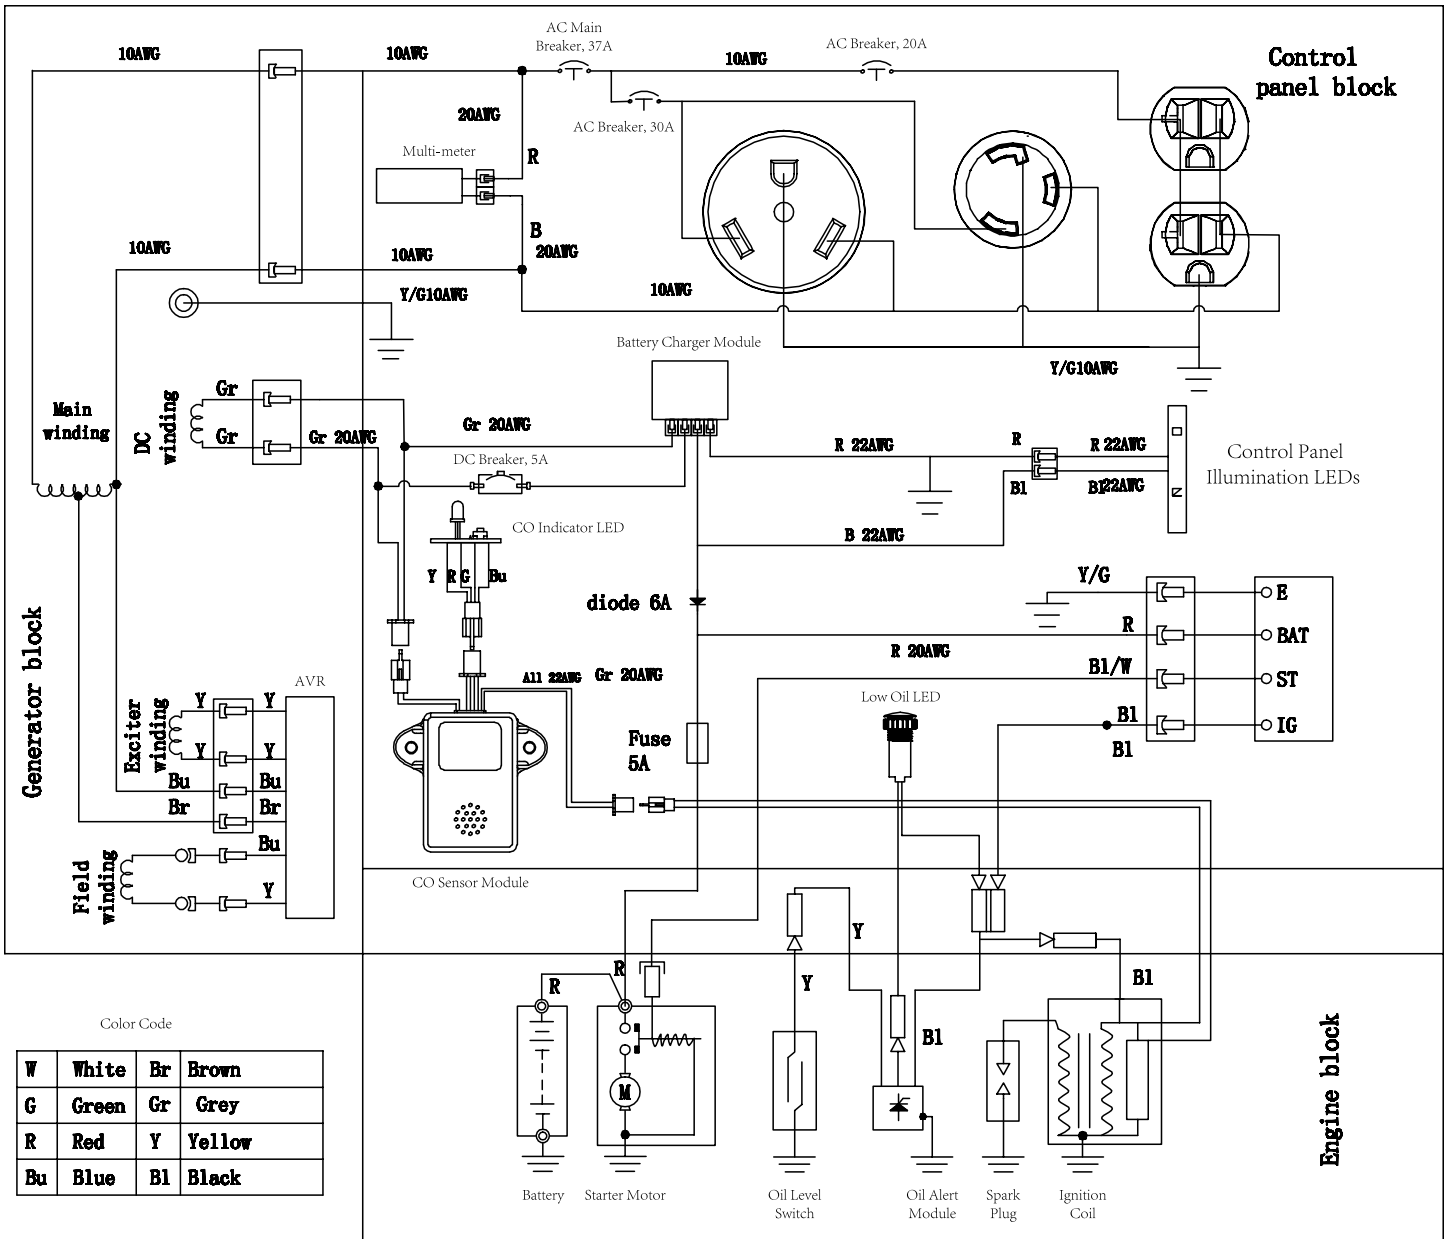 AC Main
Breaker, 37A
AC Breaker, 20A
10AWG
10AWG
10AWG
Control
panel block
20AWG
AC Breaker, 30A
Multi-meter
R
B
10AWG
10AWG
20AWG
Y/G10AWG
10AWG
Battery Charger Module
Y/G10AWG
Main
winding
DC
winding
Gr
Gr
Gr 20AWG
Gr 20AWG
DC Breaker, 5A
R 22AWG
R
R 22AWG
Bl
Bl22AWG
Control Panel
Illumination LEDs
CO Indicator LED
B 22AWG
Y R G Bu
diode 6A
Y/G
E
R
BAT
R 20AWG
Bl/W
ST
Bl
IG
Bl
All 22AWG
Gr 20AWG
Low Oil LED
Fuse
5A
Generator block
AVR
Exciter
winding
Y
Y
Y
Y
Bu
Bu
Br
Br
Bu
Y
Field
winding
CO Sensor Module
Y
Y
R
R
Bl
Bl
M
Engine block
Color Code
W White Br Brown
G Green Gr Grey
R Red Y Yellow
Bu Blue Bl Black
Battery
Starter Motor
Oil Level
Switch
Oil Alert
Module
Spark
Plug
Ignition
Coil